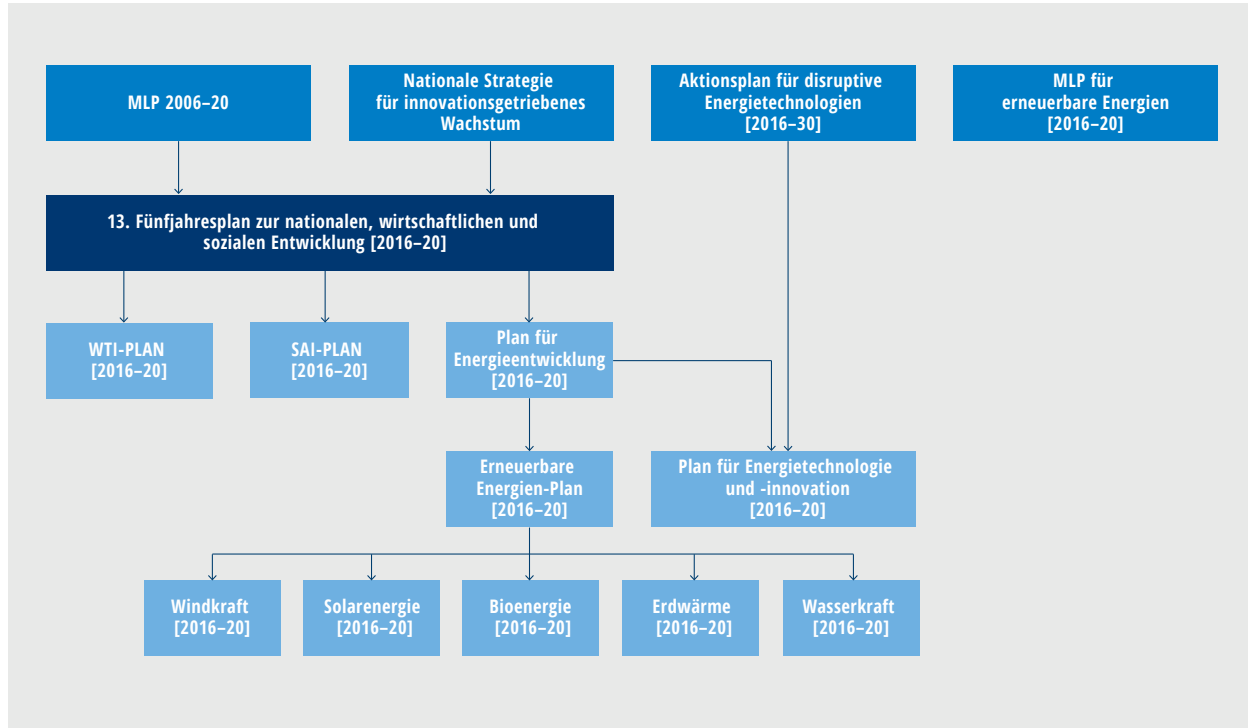 MLP 2006–20
Nationale Strategie
für innovationsgetriebenes
Wachstum
Aktionsplan für disruptive
Energietechnologien
[2016–30]
MLP für
erneuerbare Energien
[2016–20]
13. Fünfjahresplan zur nationalen, wirtschaftlichen und
sozialen Entwicklung [2016–20]
WTI-PLAN
[2016–20]
SAI-PLAN
[2016–20]
Plan für
Energieentwicklung
[2016–20]
Erneuerbare
Energien-Plan
[2016–20]
Plan für Energietechnologie
und -innovation
[2016–20]
Windkraft
[2016–20]
Solarenergie
[2016–20]
Bioenergie
[2016–20]
Erdwärme
[2016–20]
Wasserkraft
[2016–20]